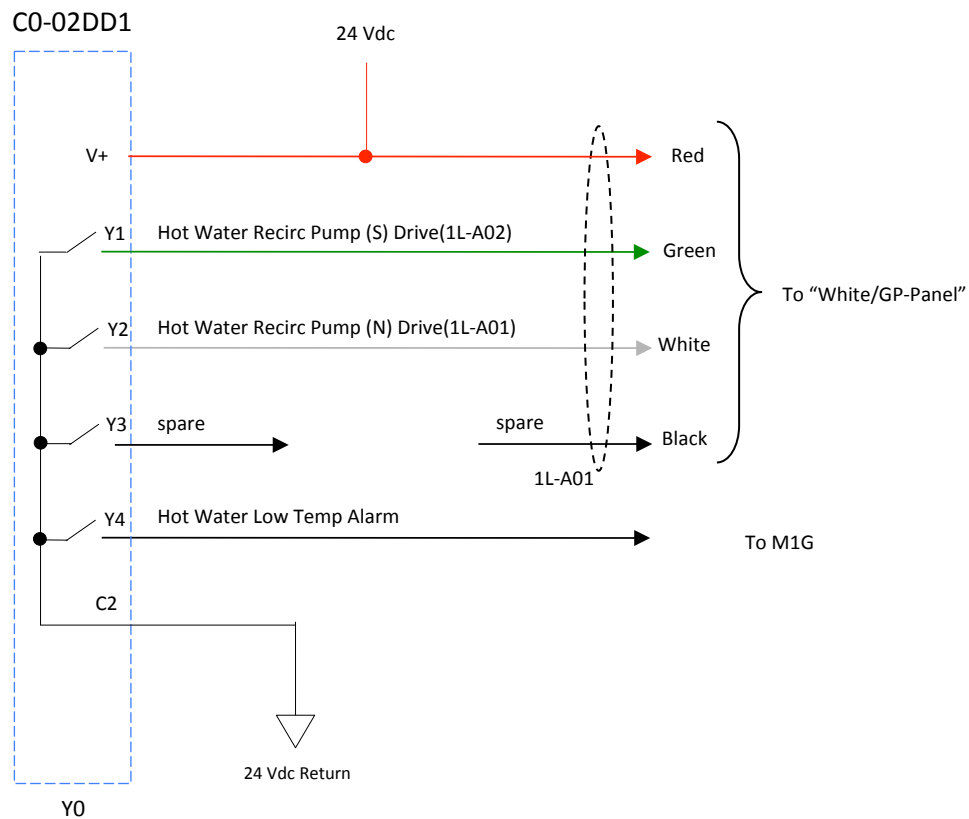 C0-02DD1
24 Vdc
V+
Red
Y1
Hot Water Recirc Pump (S) Drive(1L-A02)
Green
To “White/GP-Panel”
Y2
Hot Water Recirc Pump (N) Drive(1L-A01)
White
Y3
spare
spare
Black
1L-A01
Y4
Hot Water Low Temp Alarm
To M1G
C2
24 Vdc Return
Y0